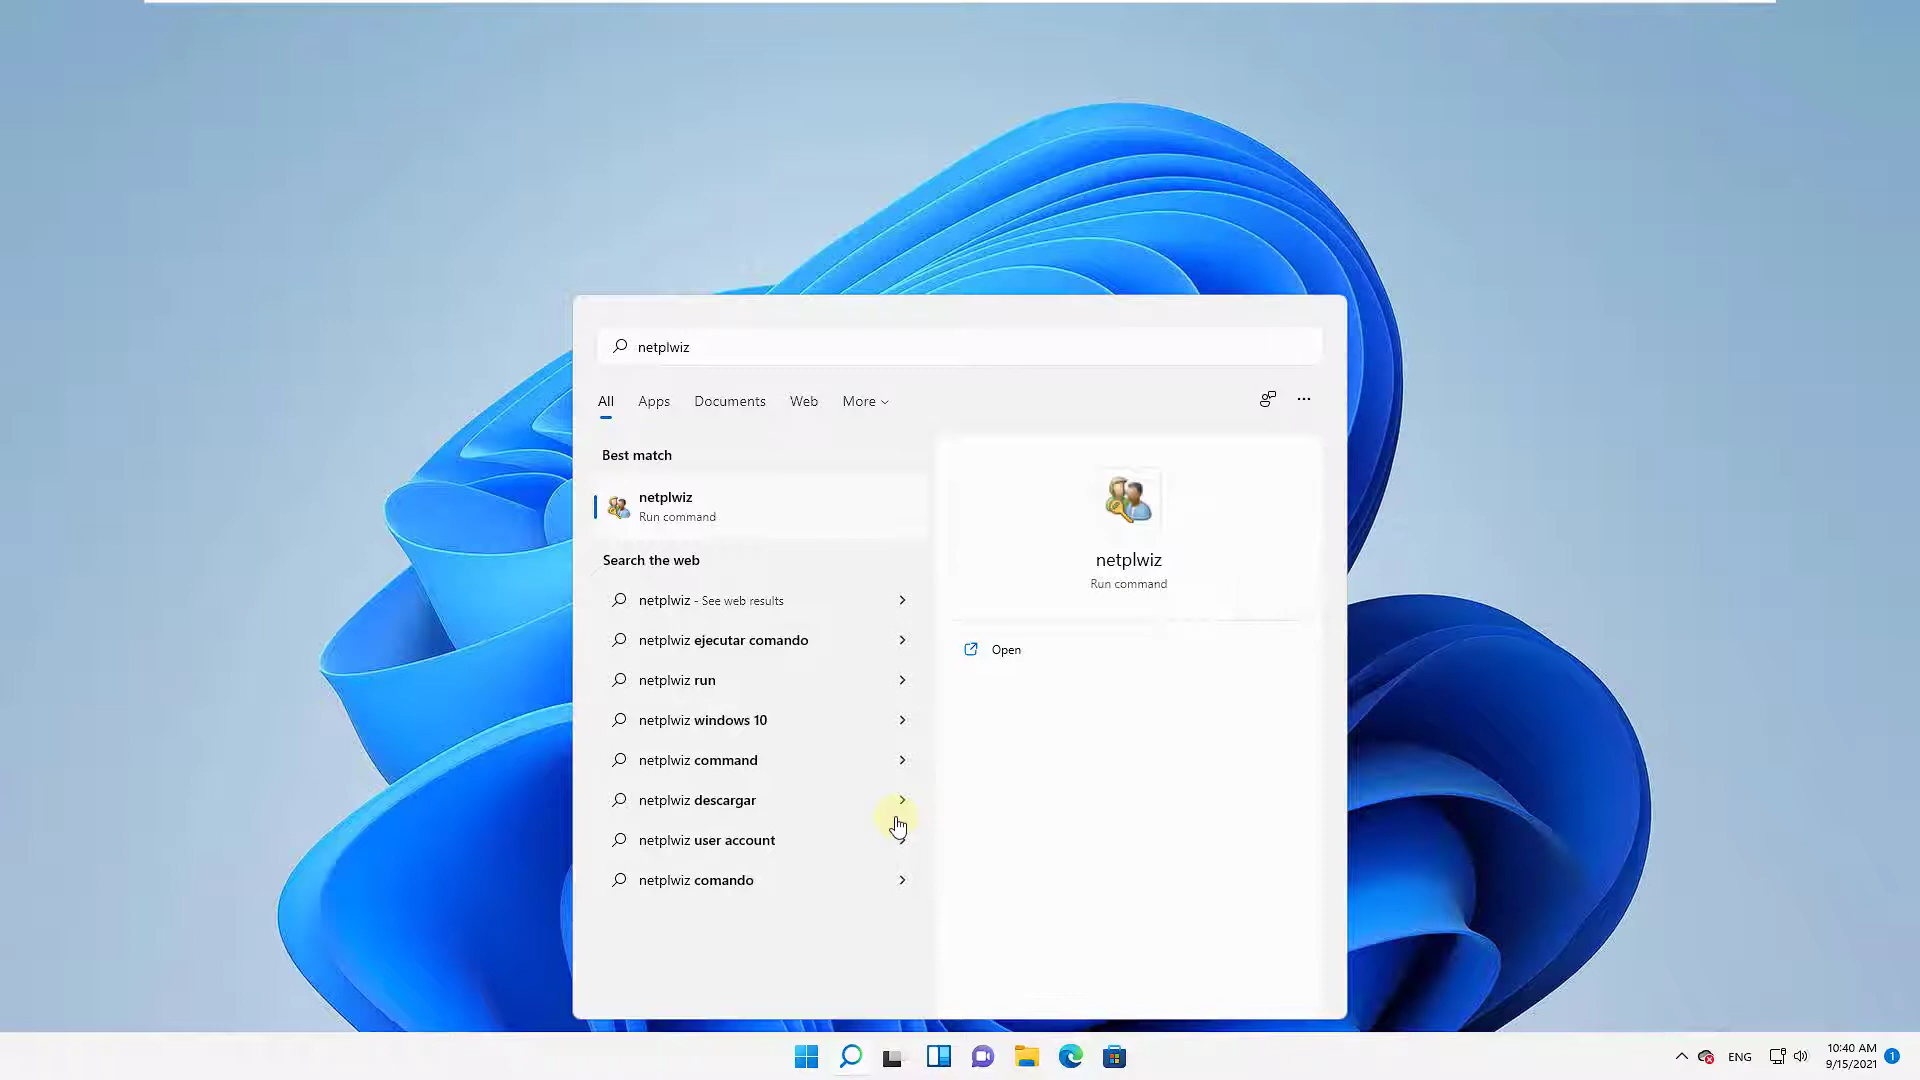 netplwiz
All Apps Documents Web More
Best match
netplwiz
Run command
Search the web
netplwiz - See web results
netplwiz ejecutar comando
netplwiz run
netplwiz windows 10
netplwiz command
netplwiz descargar
netplwiz user account
netplwiz comando
netplwiz
Run command
Open
ENG
10:40 AM
9/15/2021
1